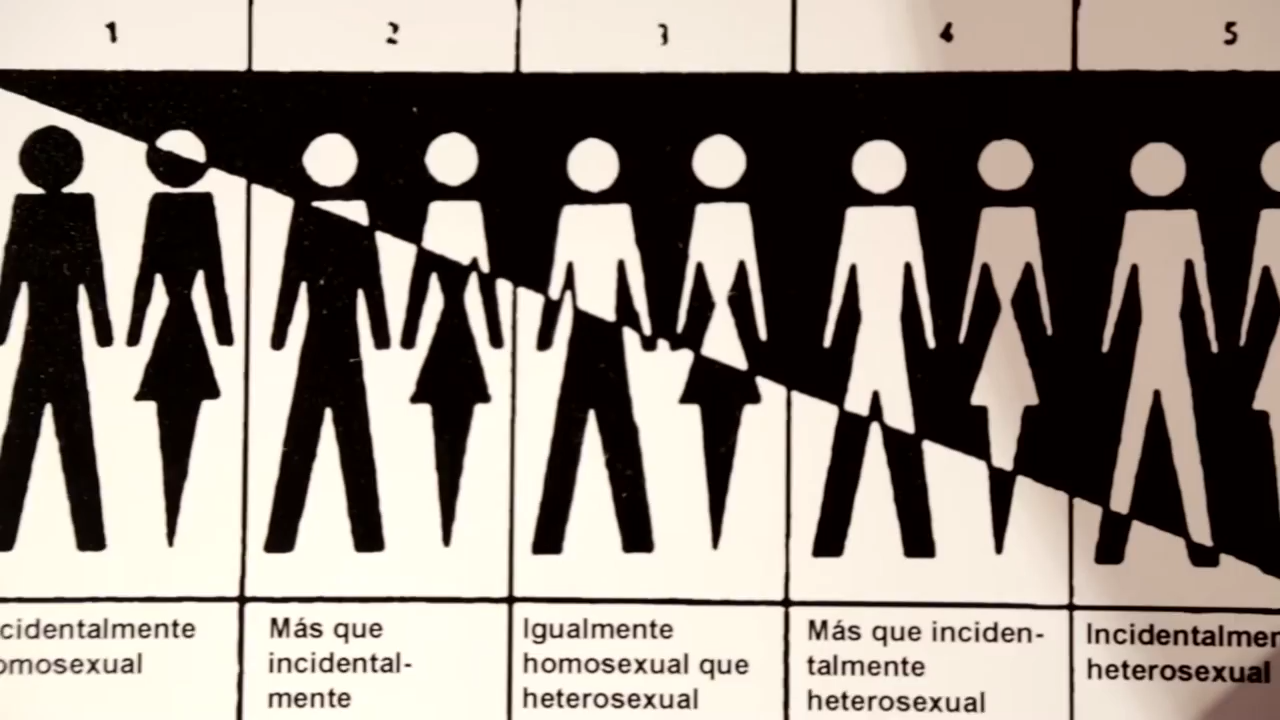 1 2 3 4 5
cidentalmente
omosexual
Más que
incidental-
mente
Igualmente
homosexual que
heterosexual
Más que inciden-
talmente
heterosexual
Incidentalmen
heterosexual